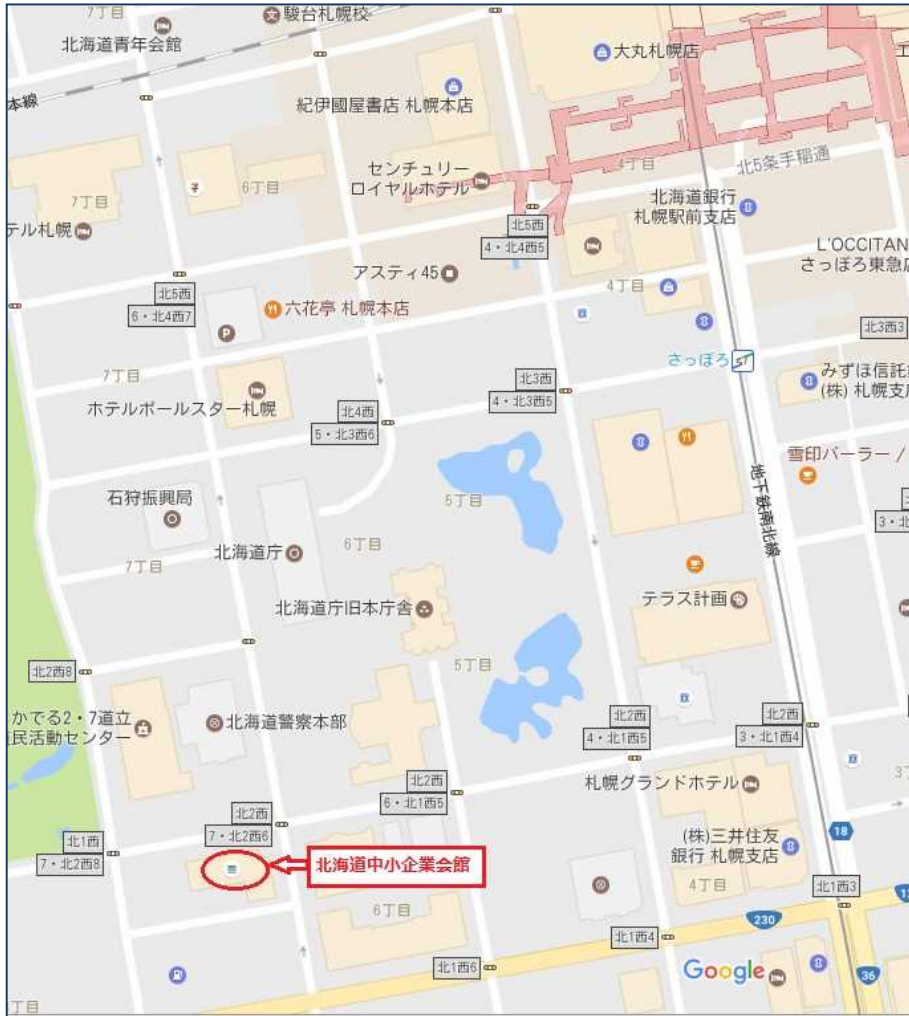 7丁目
駿台札幌校
北海道青年会館
大丸札幌店
本線
紀伊國屋書店 札幌本店
センチュリー
ロイヤルホテル
4丁目
北5条手稲通
7丁目
6丁目
北海道銀行
札幌駅前支店
テル札幌
北5西
4・北4西5
L'OCCITAN
さっぽろ東急店
アスティ45
北5西
6・北4西7
六花亭 札幌本店
4丁目
P
北3西3
さっぽろ
7丁目
北3西
4・北3西5
みずほ信託
(株) 札幌支店
ホテルポールスター札幌
北4西
5・北3西6
雪印パーラー /
地下鉄南北線
石狩振興局
5丁目
3・北
北海道庁
6丁目
7丁目
テラス計画
北海道庁旧本庁舎
北2西8
5丁目
かでる2・7道立
民活動センター
北海道警察本部
北2西
4・北1西5
北2西
3・北1西4
北2西
6・北1西5
札幌グランドホテル
3丁
北2西
7・北2西6
北1西
7・北2西8
18
(株)三井住友
銀行 札幌支店
北海道中小企業会館
4丁目
北1西3
6丁目
230
北1西4
北1西6
Google
36
丁目